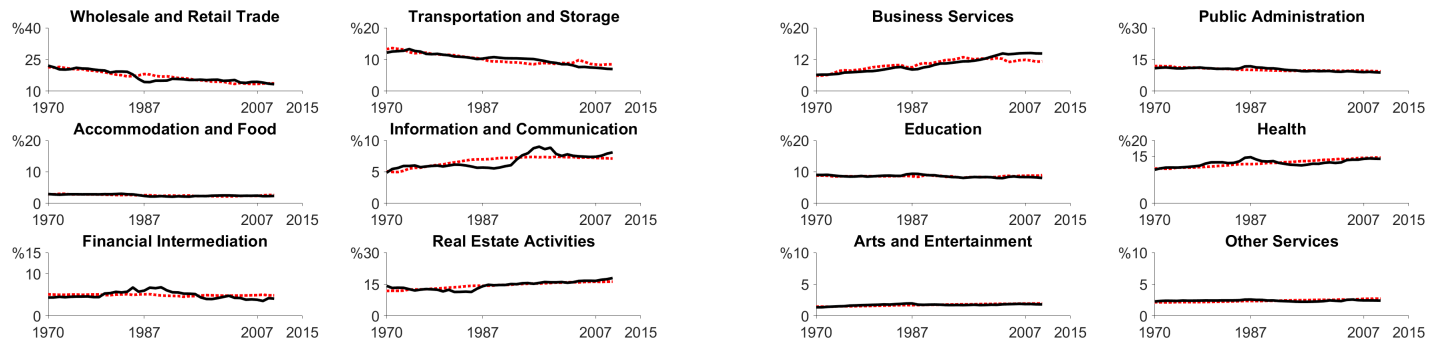 Wholesale and Retail Trade
%40
25
10
1970 1987 2007 2015
Transportation and Storage
%20
10
0
1970 1987 2007 2015
Business Services
%20
12
0
1970 1987 2007 2015
Public Administration
%30
15
0
1970 1987 2007 2015
Accommodation and Food
%20
10
0
1970 1987 2007 2015
Information and Communication
%10
5
0
1970 1987 2007 2015
Education
%20
10
0
1970 1987 2007 2015
Health
%20
15
0
1970 1987 2007 2015
Financial Intermediation
%15
10
0
1970 1987 2007 2015
Real Estate Activities
%30
15
0
1970 1987 2007 2015
Arts and Entertainment
%10
5
0
1970 1987 2007 2015
Other Services
%10
5
0
1970 1987 2007 2015